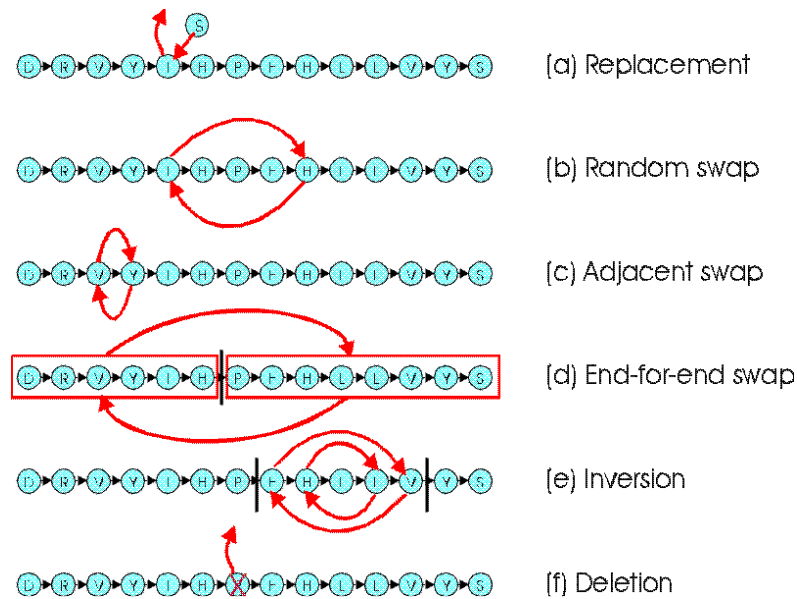 S
D R V Y I H P F H L L V Y S (a) Replacement
D R V Y I H P F H L L V Y S (b) Random swap
D R V Y I H P F H L L V Y S (c) Adjacent swap
D R V Y I H P F H L L V Y S (d) End-for-end swap
D R V Y I H P F H L L V Y S (e) Inversion
D R V Y I H X F H L L V Y S (f) Deletion